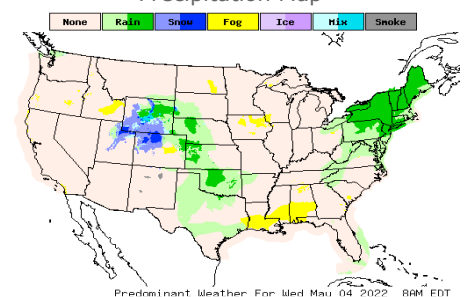 Precipitation Map
None Rain Snow Fog Ice Mix Smoke
Predominant Weather For Wed May 04 2022 8AM EDT